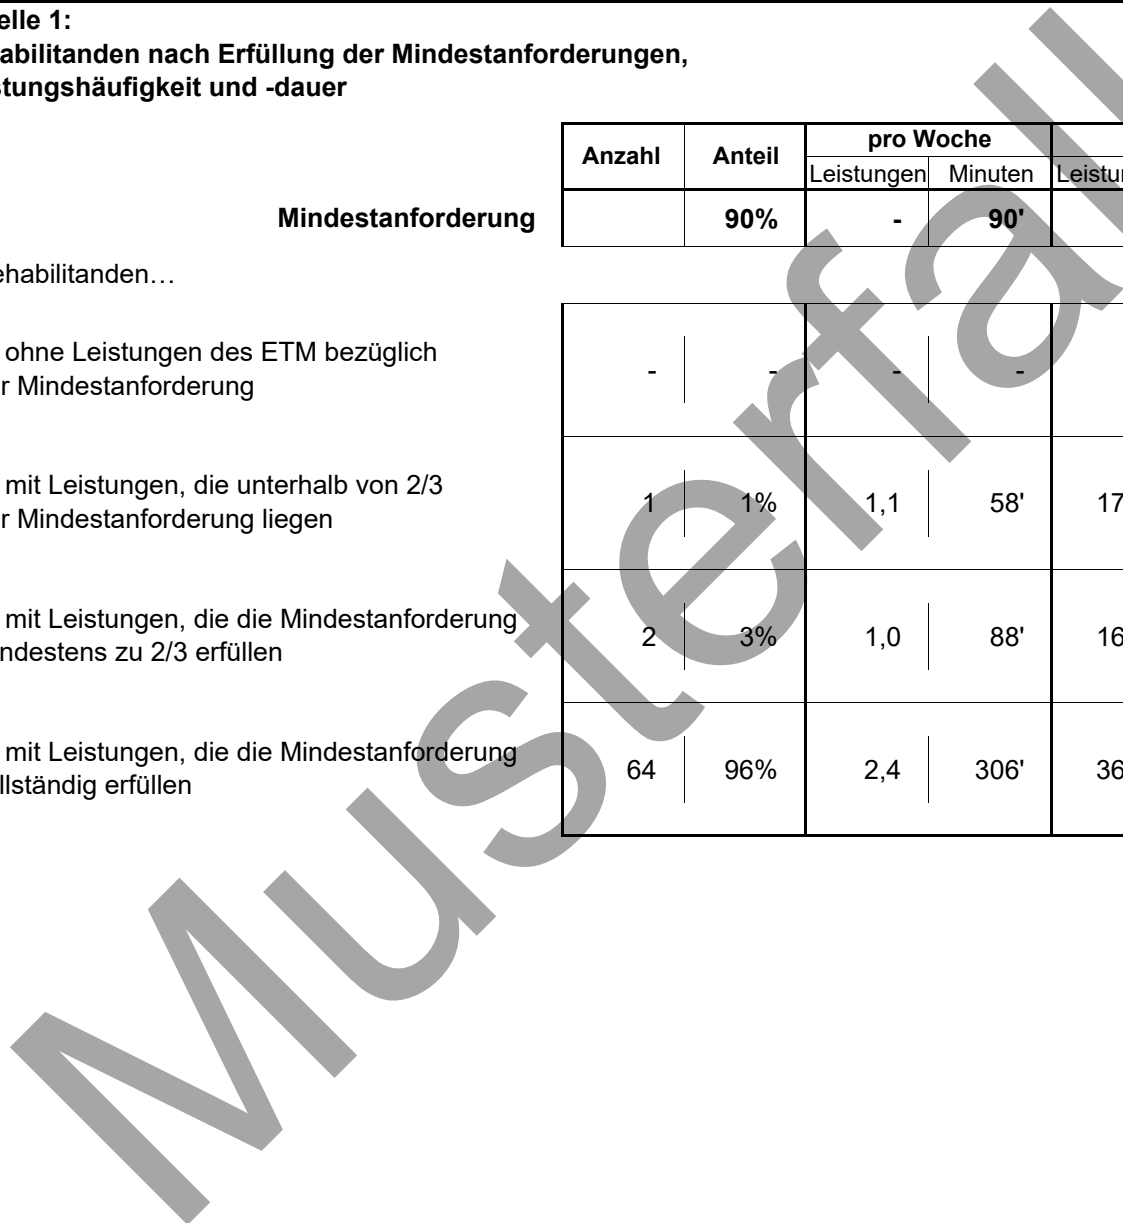 elle 1:
abilitanden nach Erfüllung der Mindestanforderungen,
stungshäufigkeit und -dauer
Anzahl Anteil pro Woche
Leistungen Minuten Leistu
Mindestanforderung 90% - 90'
ehabilitanden…
ohne Leistungen des ETM bezüglich
r Mindestanforderung
- - - -
mit Leistungen, die unterhalb von 2/3
r Mindestanforderung liegen
1 1% 1,1 58' 17
mit Leistungen, die die Mindestanforderung
ndestens zu 2/3 erfüllen
2 3% 1,0 88' 16
mit Leistungen, die die Mindestanforderung
llständig erfüllen
64 96% 2,4 306' 36
Musterfall